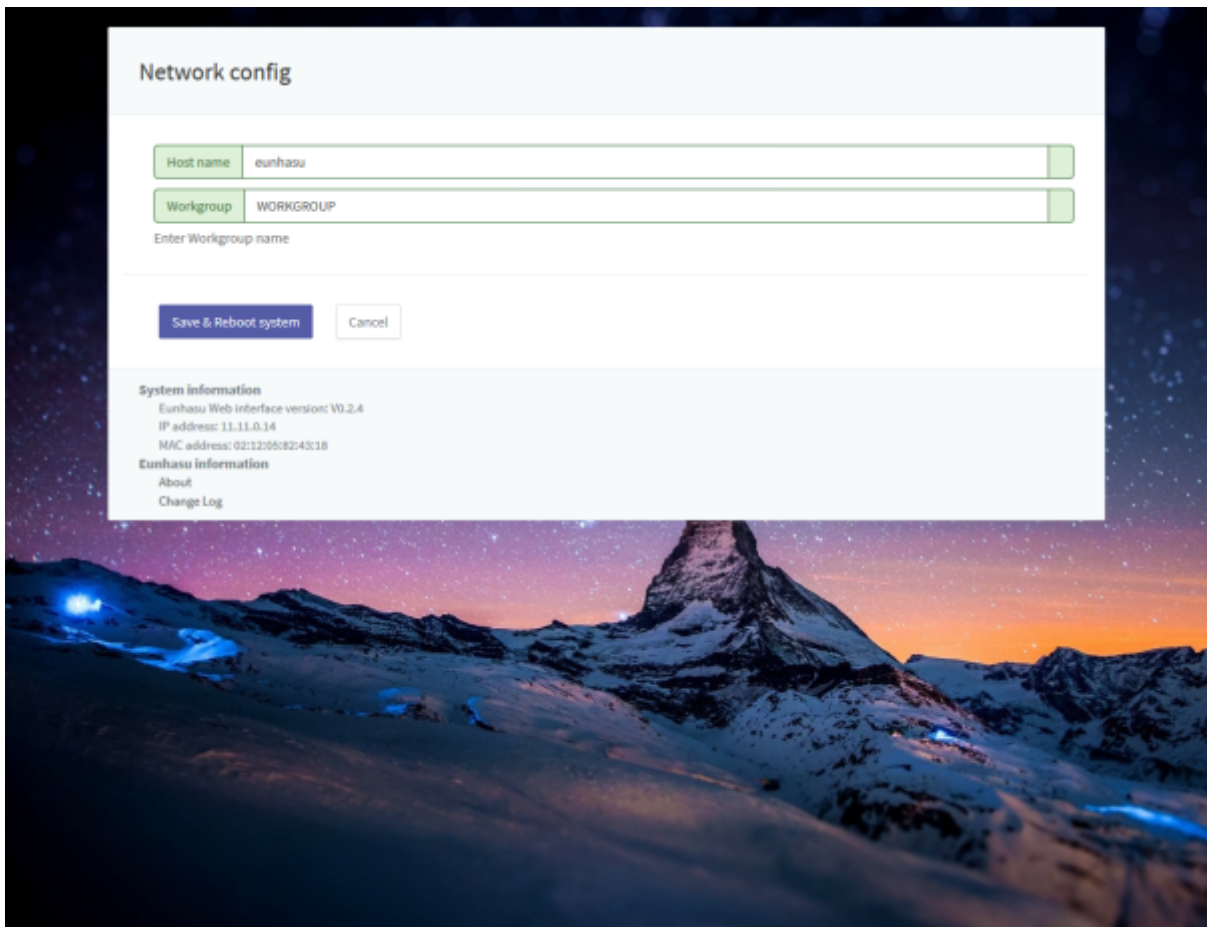 Network config
Host name eunhasu
Workgroup WORKGROUP
Enter Workgroup name
Save & Reboot system Cancel
System information
Eunhasu Web interface version: V0.2.4
IP address: 11.11.0.14
MAC address: 02:12:05:82:43:18
Eunhasu information
About
Change Log